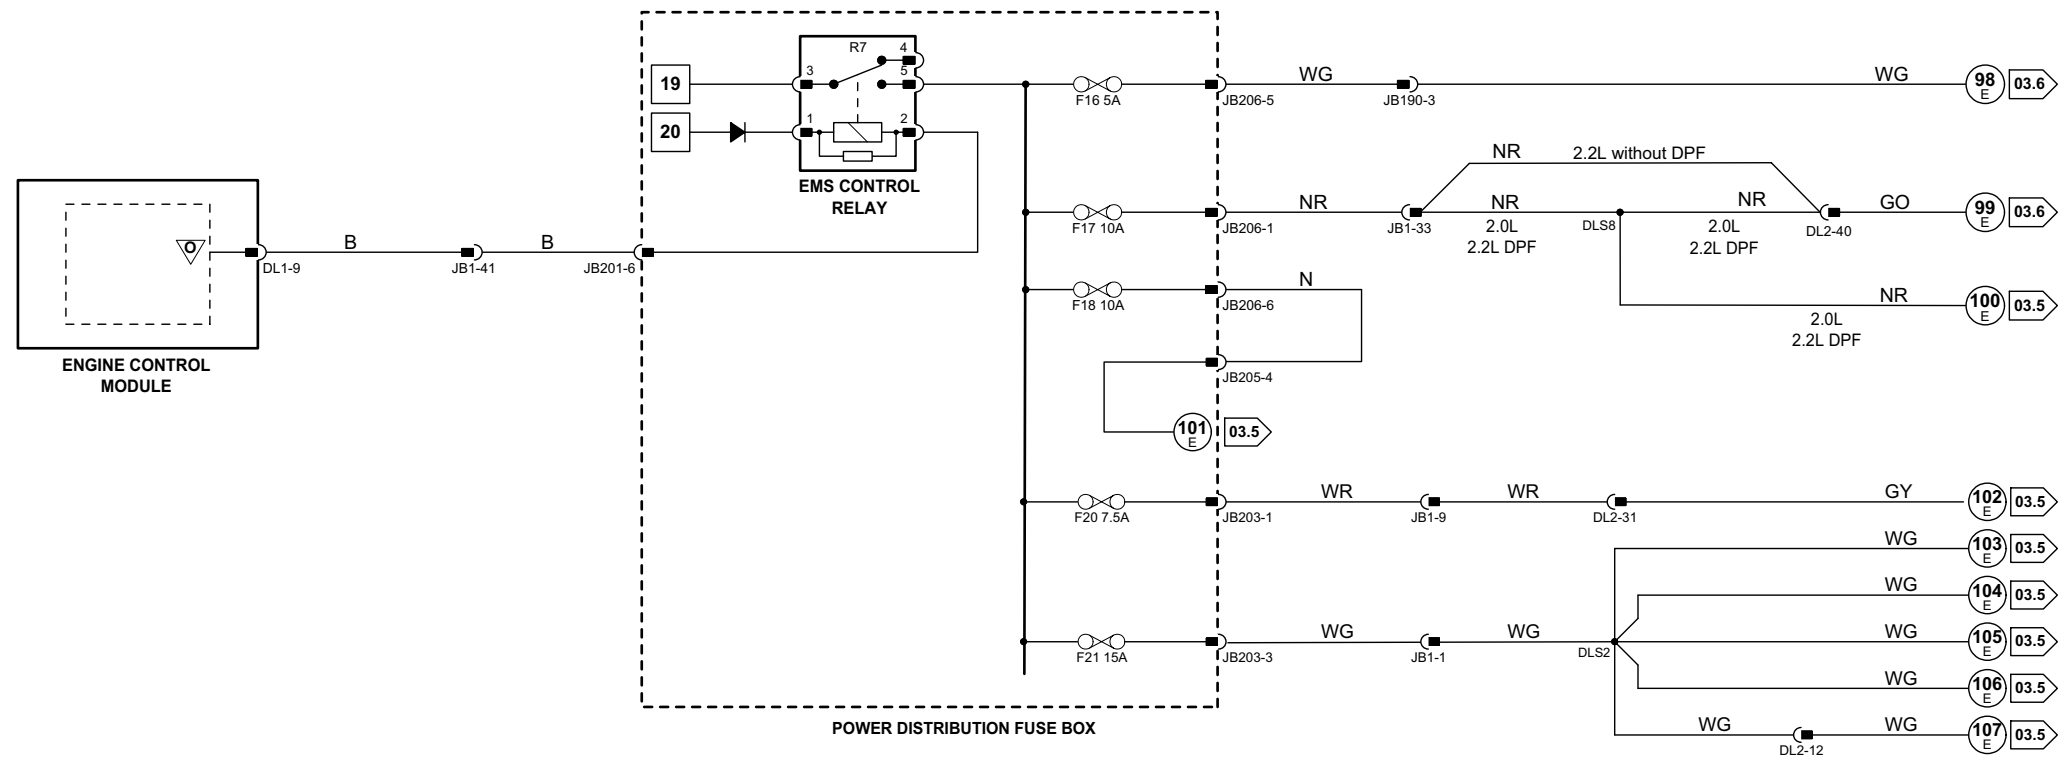 R7
4
3
5
19
1
2
20
EMS CONTROL
RELAY
O
B
B
DL1-9
JB1-41
JB201-6
ENGINE CONTROL
MODULE
F16 5A
JB206-5
WG
JB190-3
WG
98
E
03.6
NR
2.2L without DPF
F17 10A
JB206-1
NR
JB1-33
NR
2.0L
2.2L DPF
DLS8
NR
2.0L
2.2L DPF
DL2-40
GO
99
E
03.6
F18 10A
JB206-6
N
NR
2.0L
2.2L DPF
100
E
03.5
JB205-4
101
E
03.5
F20 7.5A
JB203-1
WR
JB1-9
WR
DL2-31
GY
102
E
03.5
WG
103
E
03.5
WG
104
E
03.5
F21 15A
JB203-3
WG
JB1-1
WG
DLS2
WG
105
E
03.5
WG
106
E
03.5
WG
DL2-12
WG
107
E
03.5
POWER DISTRIBUTION FUSE BOX